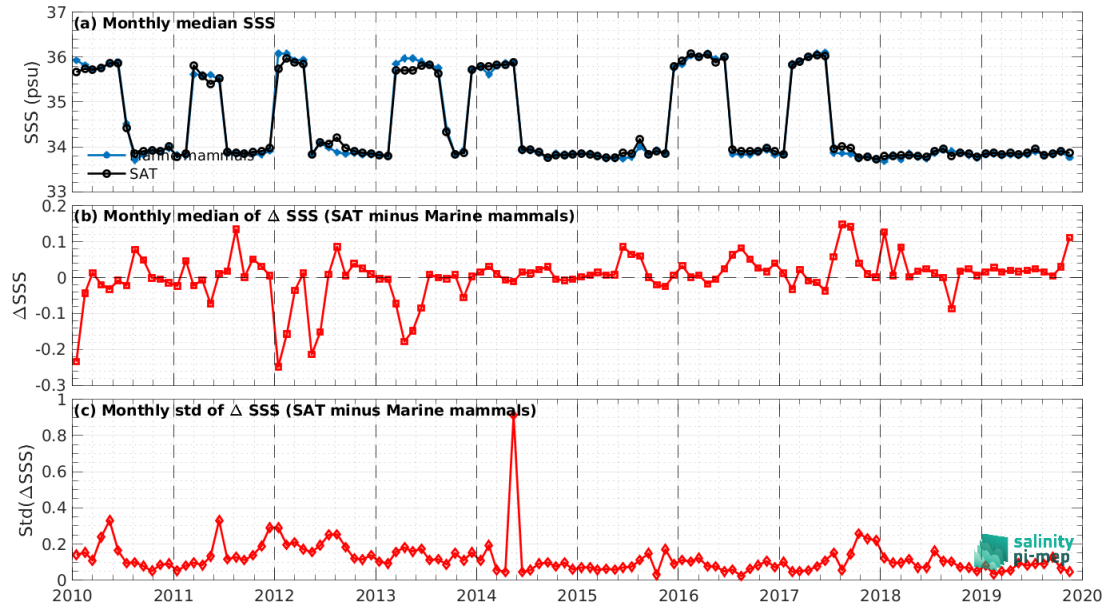 (a) Monthly median SSS
37
36
35
34
33
SSS (psu)
Marine mammals
SAT
(b) Monthly median of Δ SSS (SAT minus Marine mammals)
0.2
0.1
0
-0.1
-0.2
-0.3
ΔSSS
(c) Monthly std of Δ SSS (SAT minus Marine mammals)
1
0.8
0.6
0.4
0.2
0
Std(ΔSSS)
salinity
pi-mep
2010 2011 2012 2013 2014 2015 2016 2017 2018 2019 2020